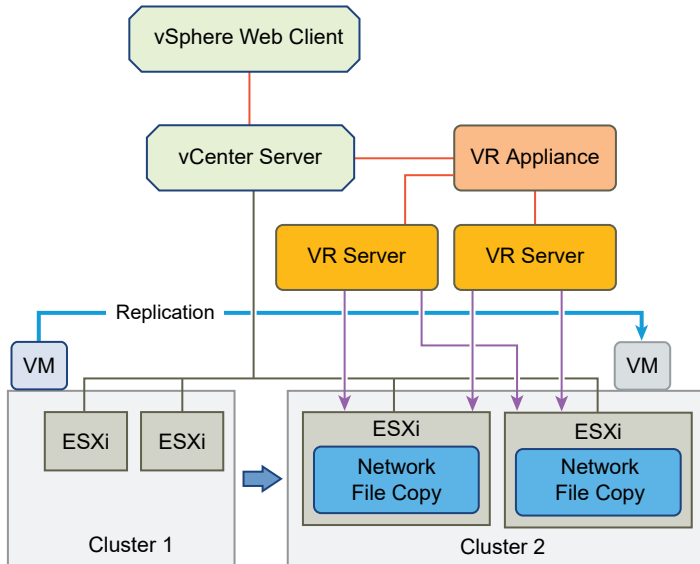 vSphere Web Client
vCenter Server
VR Appliance
VR Server
VR Server
Replication
VM
VM
ESXi
ESXi
ESXi
ESXi
Network
File Copy
Network
File Copy
Cluster 1
Cluster 2